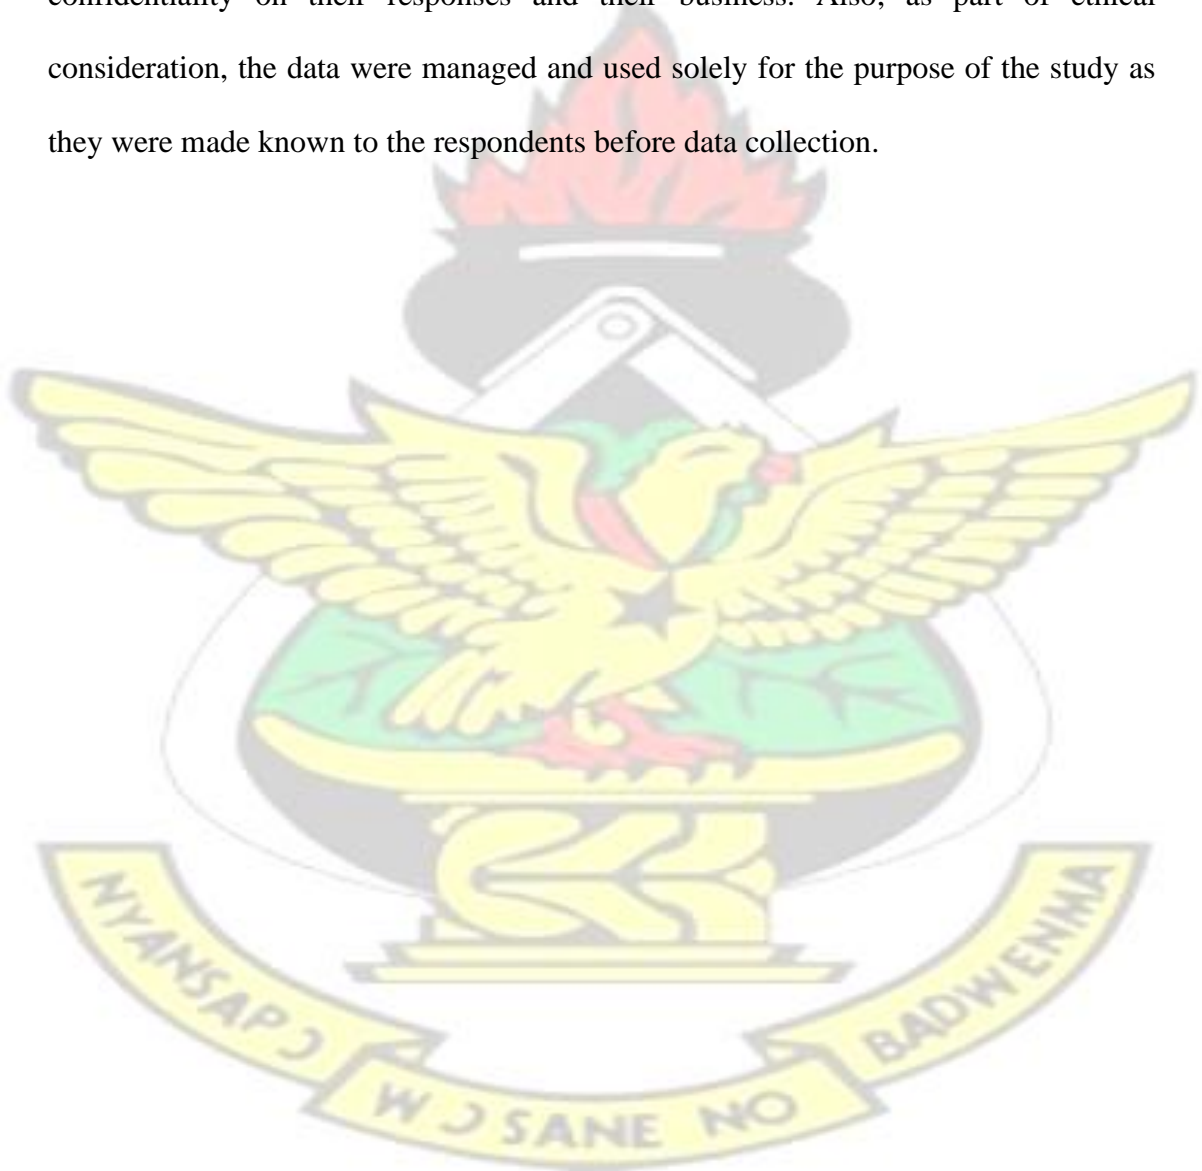 confidentiality on their responses and their business. Also, as part of ethical
consideration, the data were managed and used solely for the purpose of the study as
they were made known to the respondents before data collection.
NYANSAPƆ
WƆSANE NO
BADWENMA